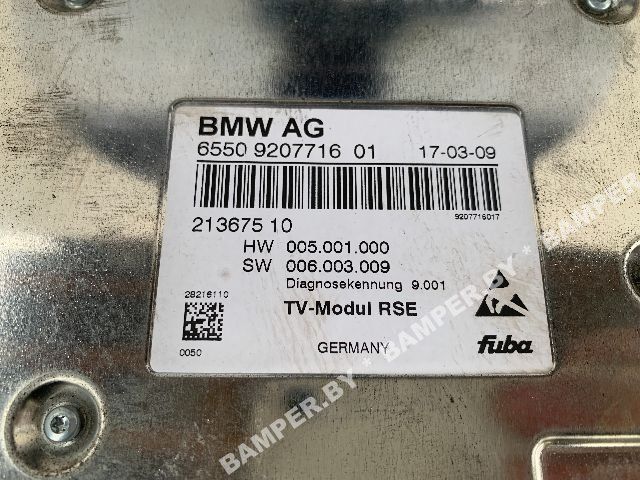 BMW AG
6550 9207716 01 17-03-09
9207716017
213675 10
HW 005.001.000
SW 006.003.009
Diagnosekennung 9.001
28216110
TV-Modul RSE
0050
GERMANY
fuba
BAMPER.BY * BAMPER.BY * BAMPER.BY